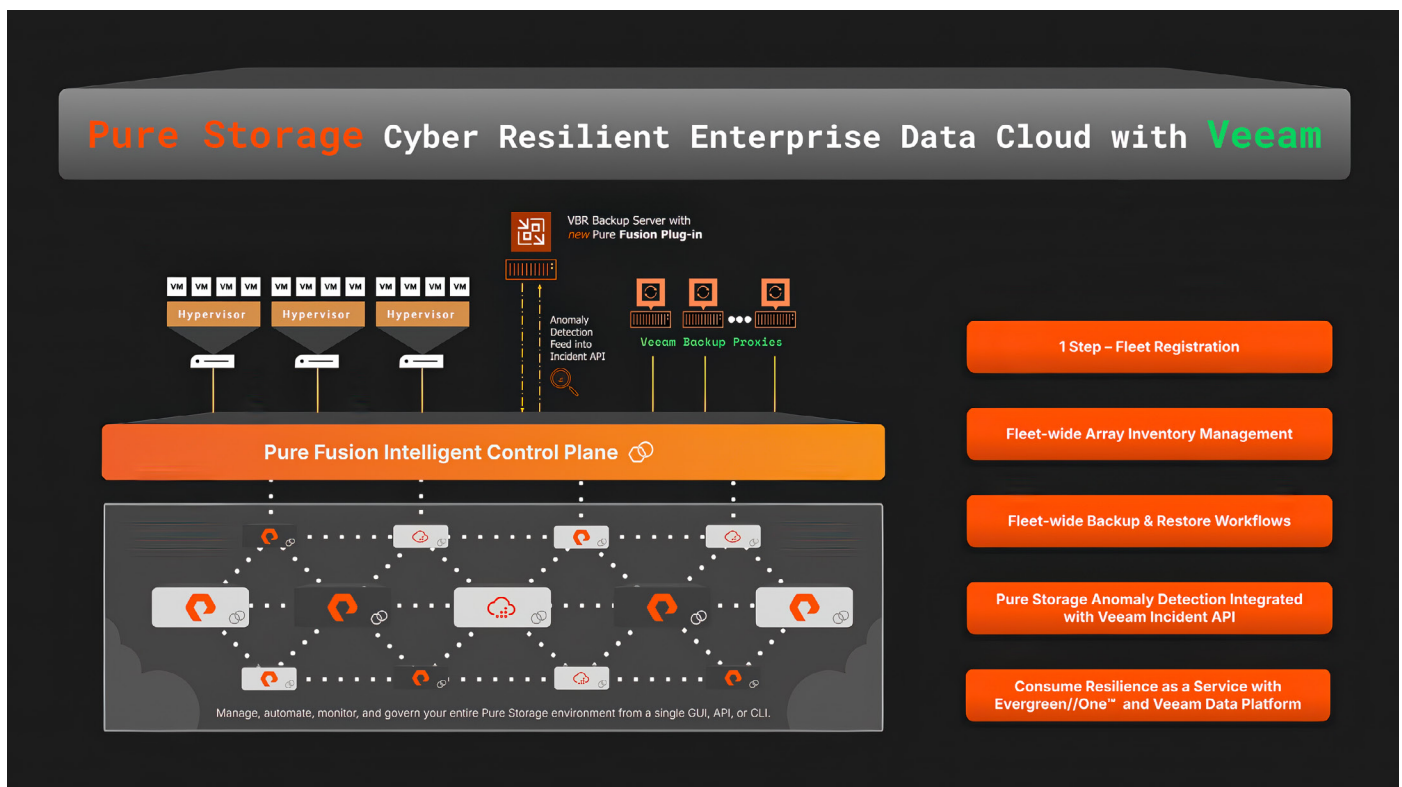 Pure Storage Cyber Resilient Enterprise Data Cloud with Veeam
VBR Backup Server with
new Pure Fusion Plug-in
VM VM VM VM VM VM VM VM VM VM VM VM
Hypervisor Hypervisor Hypervisor
Anomaly
Detection
Feed into
Incident API
Veeam Backup Proxies
Pure Fusion Intelligent Control Plane
Manage, automate, monitor, and govern your entire Pure Storage environment from a single GUI, API, or CLI.
1 Step – Fleet Registration
Fleet-wide Array Inventory Management
Fleet-wide Backup & Restore Workflows
Pure Storage Anomaly Detection Integrated
with Veeam Incident API
Consume Resilience as a Service with
Evergreen//One™ and Veeam Data Platform